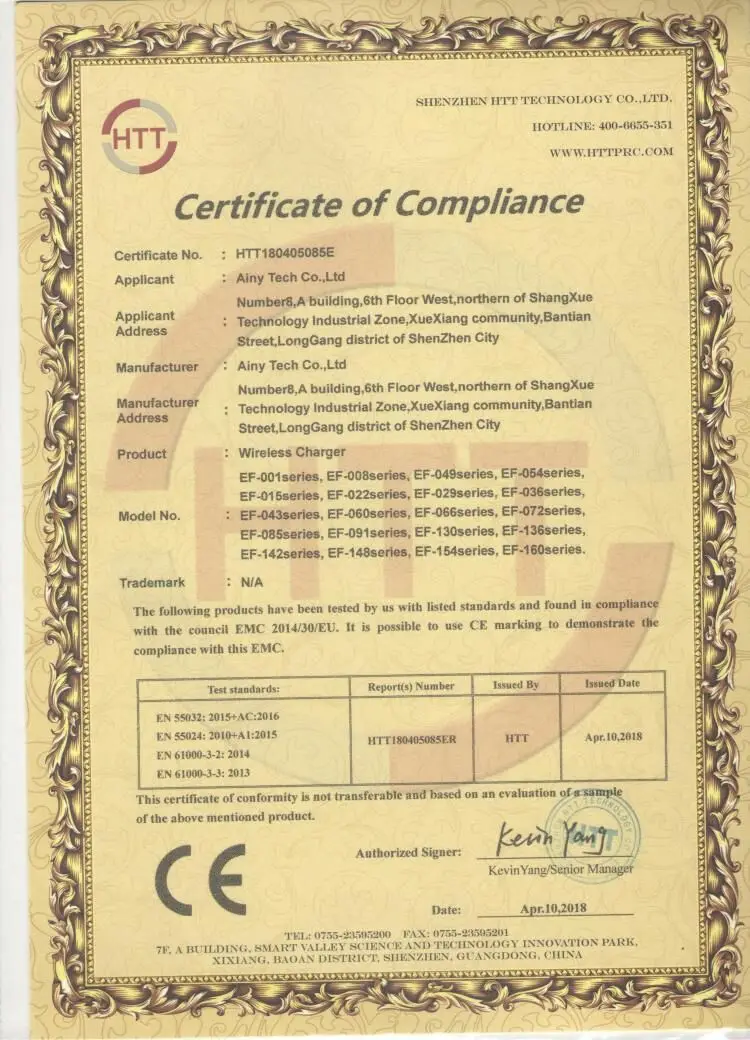 HTT
SHENZHEN HTT TECHNOLOGY CO.,LTD.
HOTLINE: 400-6655-351
WWW.HTTPRC.COM
Certificate of Compliance
Certificate No. : HTT180405085E
Applicant : Ainy Tech Co.,Ltd
Applicant Address : Number8,A building,6th Floor West,northern of ShangXue
Technology Industrial Zone,XueXiang community,Bantian
Street,LongGang district of ShenZhen City
Manufacturer : Ainy Tech Co.,Ltd
Manufacturer Address : Number8,A building,6th Floor West,northern of ShangXue
Technology Industrial Zone,XueXiang community,Bantian
Street,LongGang district of ShenZhen City
Product : Wireless Charger
Model No. : EF-001series, EF-008series, EF-049series, EF-054series,
EF-015series, EF-022series, EF-029series, EF-036series,
EF-043series, EF-060series, EF-066series, EF-072series,
EF-085series, EF-091series, EF-130series, EF-136series,
EF-142series, EF-148series, EF-154series, EF-160series.
Trademark : N/A
The following products have been tested by us with listed standards and found in compliance
with the council EMC 2014/30/EU. It is possible to use CE marking to demonstrate the
compliance with this EMC.
Test standards: Report(s) Number Issued By Issued Date
EN 55032: 2015+AC:2016
EN 55024: 2010+A1:2015
EN 61000-3-2: 2014
EN 61000-3-3: 2013
HTT180405085ER HTT Apr.10,2018
This certificate of conformity is not transferable and based on an evaluation of a sample
of the above mentioned product.
CE
Authorized Signer: Kevin Yang
KevinYang/Senior Manager
Date: Apr.10,2018
TEL: 0755-23595200 FAX: 0755-23595201
7F, A BUILDING, SMART VALLEY SCIENCE AND TECHNOLOGY INNOVATION PARK,
XIXIANG, BAOAN DISTRICT, SHENZHEN, GUANGDONG, CHINA